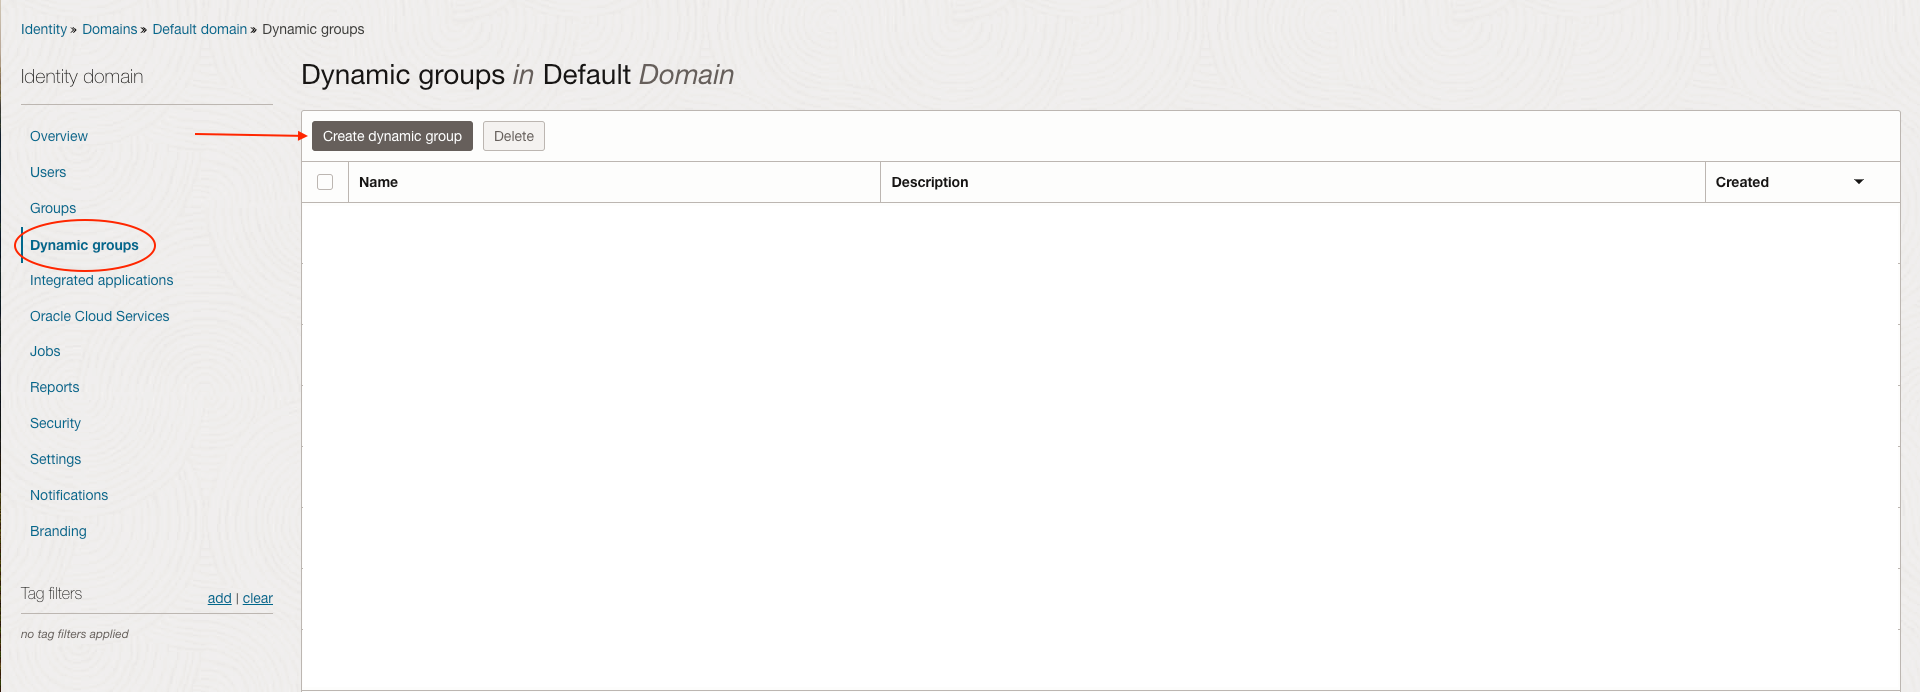 Identity » Domains » Default domain » Dynamic groups
Identity domain
Overview
Users
Groups
Dynamic groups
Integrated applications
Oracle Cloud Services
Jobs
Reports
Security
Settings
Notifications
Branding
Tag filters
add | clear
no tag filters applied
Dynamic groups in Default Domain
Create dynamic group Delete
Name Description Created